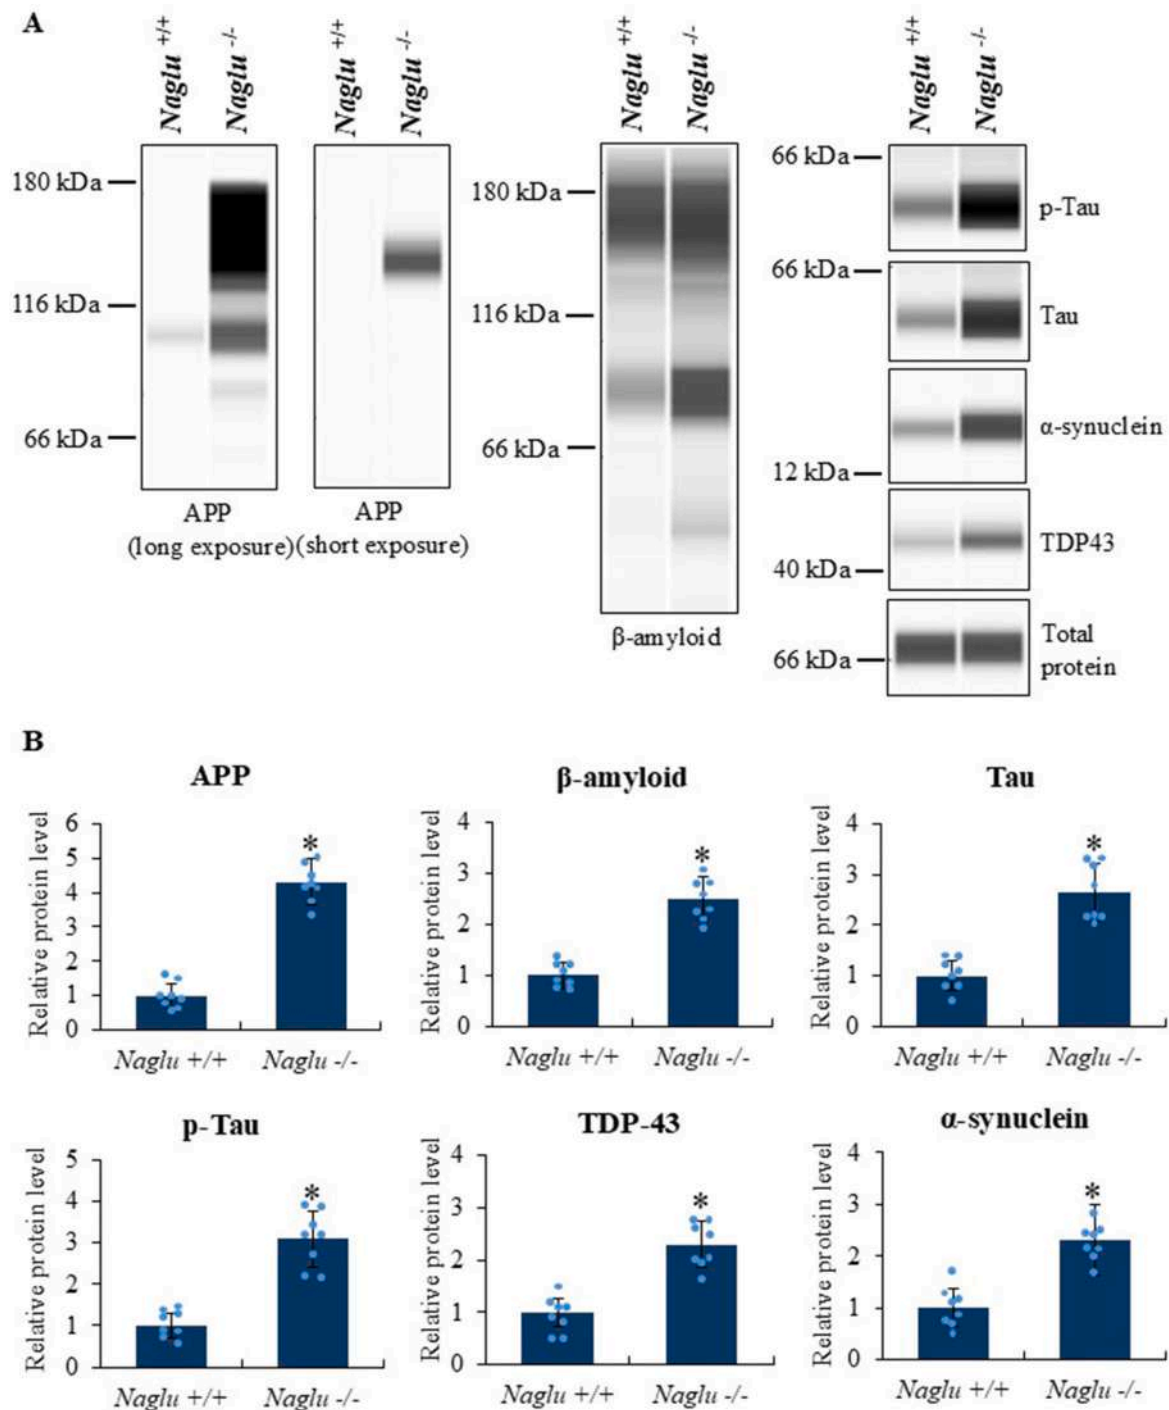 A
Naglu +/+
Naglu -/-
Naglu +/+
Naglu -/-
Naglu +/+
Naglu -/-
Naglu +/+
Naglu -/-
180 kDa
116 kDa
66 kDa
APP
(long exposure)
APP
(short exposure)
180 kDa
116 kDa
66 kDa
β-amyloid
66 kDa
p-Tau
66 kDa
Tau
α-synuclein
12 kDa
TDP43
40 kDa
Total
protein
66 kDa
B
APP
Relative protein level
6
5
4
3
2
1
0
*
Naglu +/+
Naglu -/-
β-amyloid
Relative protein level
4
3
2
1
0
*
Naglu +/+
Naglu -/-
Tau
Relative protein level
4
3
2
1
0
*
Naglu +/+
Naglu -/-
p-Tau
Relative protein level
5
4
3
2
1
0
*
Naglu +/+
Naglu -/-
TDP-43
Relative protein level
4
3
2
1
0
*
Naglu +/+
Naglu -/-
α-synuclein
Relative protein level
4
3
2
1
0
*
Naglu +/+
Naglu -/-